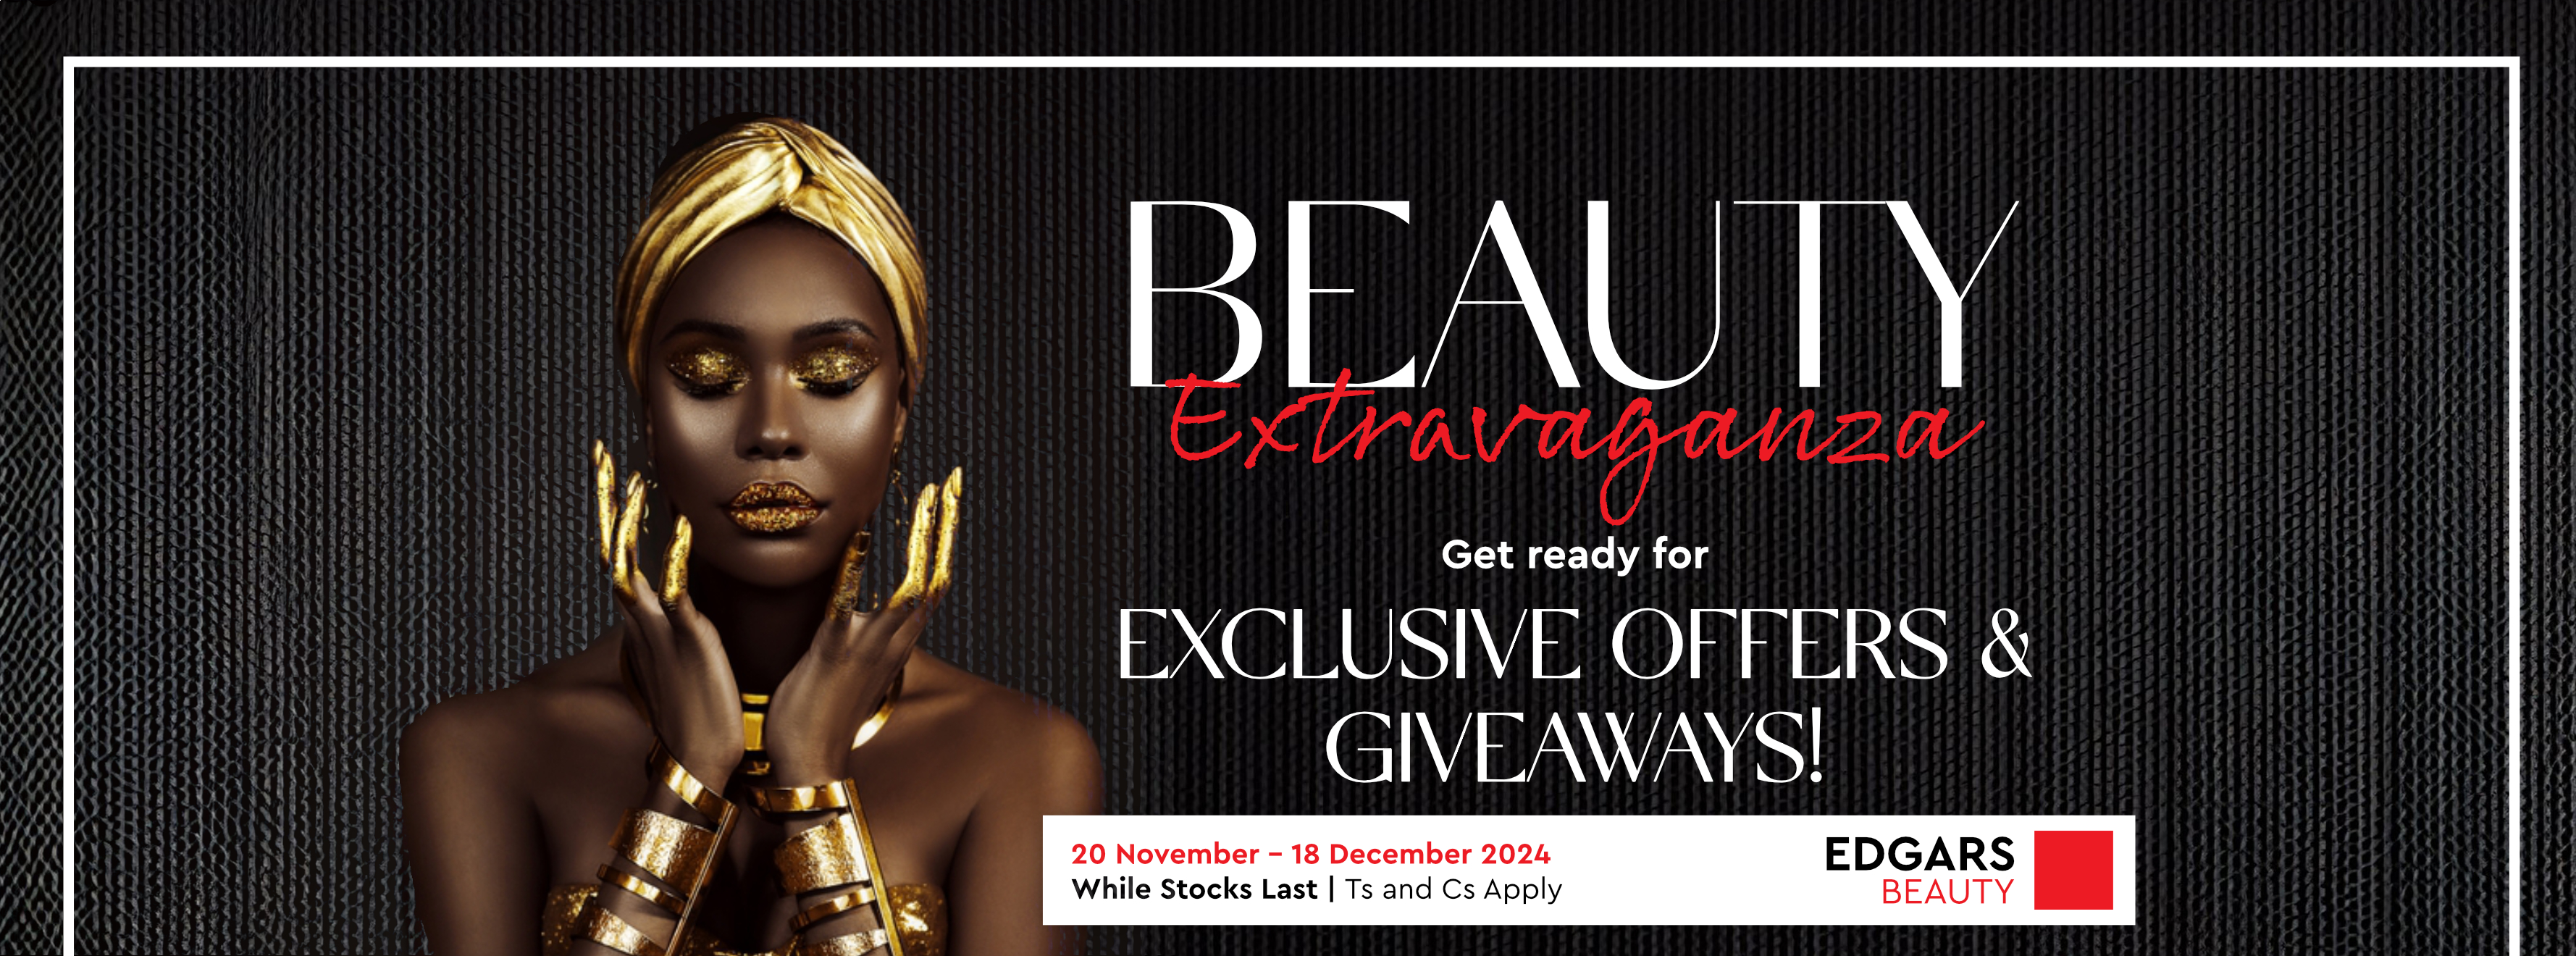 BEAUTY
Extravaganza
Get ready for
EXCLUSIVE OFFERS &
GIVEAWAYS!
20 November – 18 December 2024
While Stocks Last | Ts and Cs Apply
EDGARS
BEAUTY